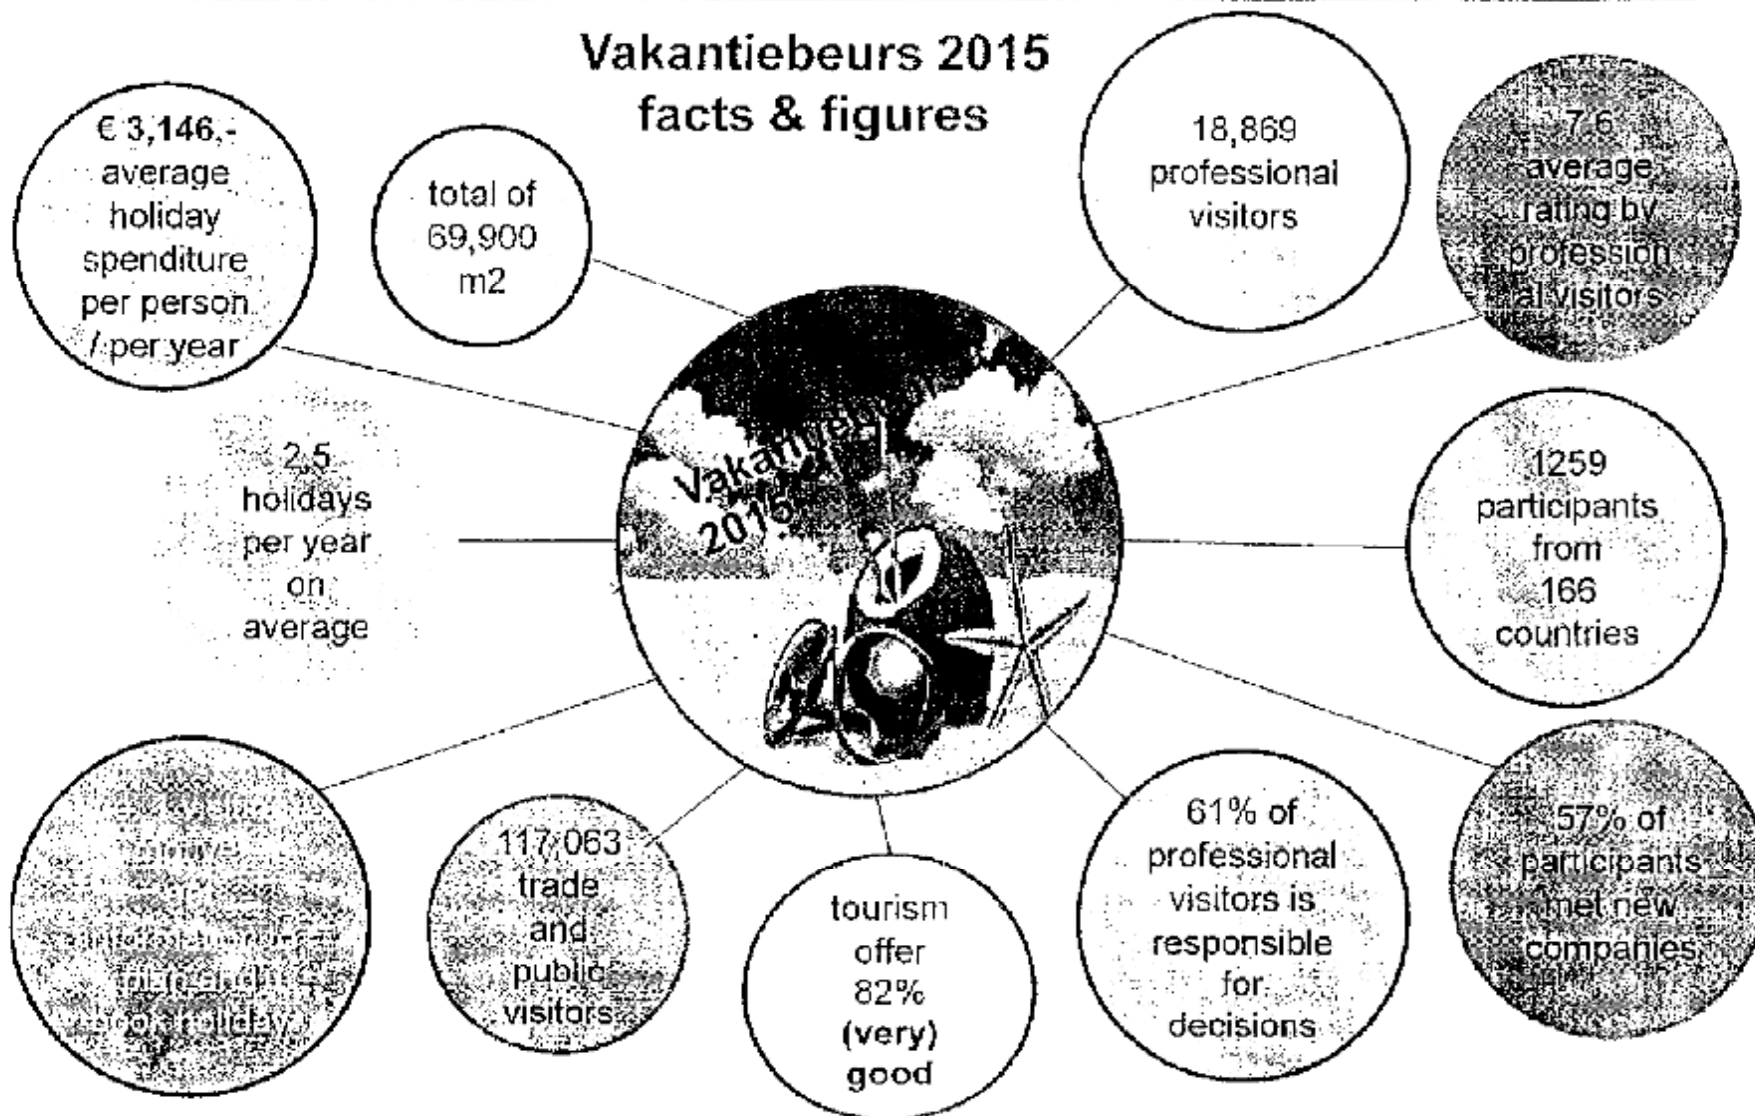 Vakantiebeurs 2015
facts & figures
€ 3,146,-
average
holiday
spenditure
per person
/ per year
total of
69,900
m2
18,869
professional
visitors
7.6
average
rating by
profession
al visitors
2,5
holidays
per year
on
average
Vakantiebeurs
2015
1259
participants
from
166
countries
plan and
book holiday
117,063
trade
and
public
visitors
tourism
offer
82%
(very)
good
61% of
professional
visitors is
responsible
for
decisions
57% of
participants
met new
companies